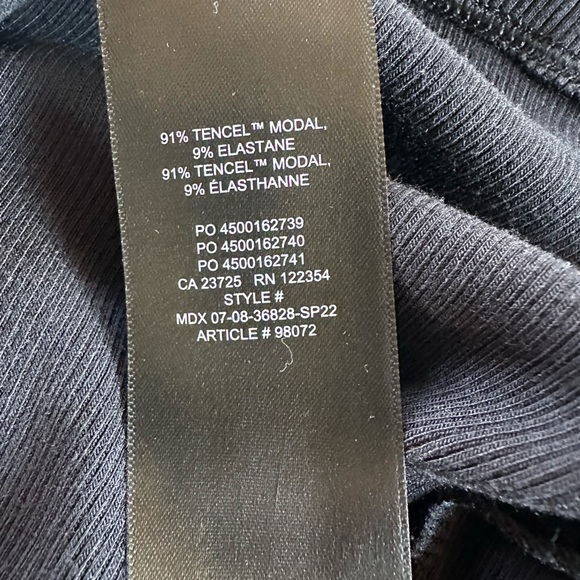 91% TENCEL™ MODAL,
9% ELASTANE
91% TENCEL™ MODAL,
9% ÉLASTHANNE
PO 4500162739
PO 4500162740
PO 4500162741
CA 23725 RN 122354
STYLE #
MDX 07-08-36828-SP22
ARTICLE # 98072